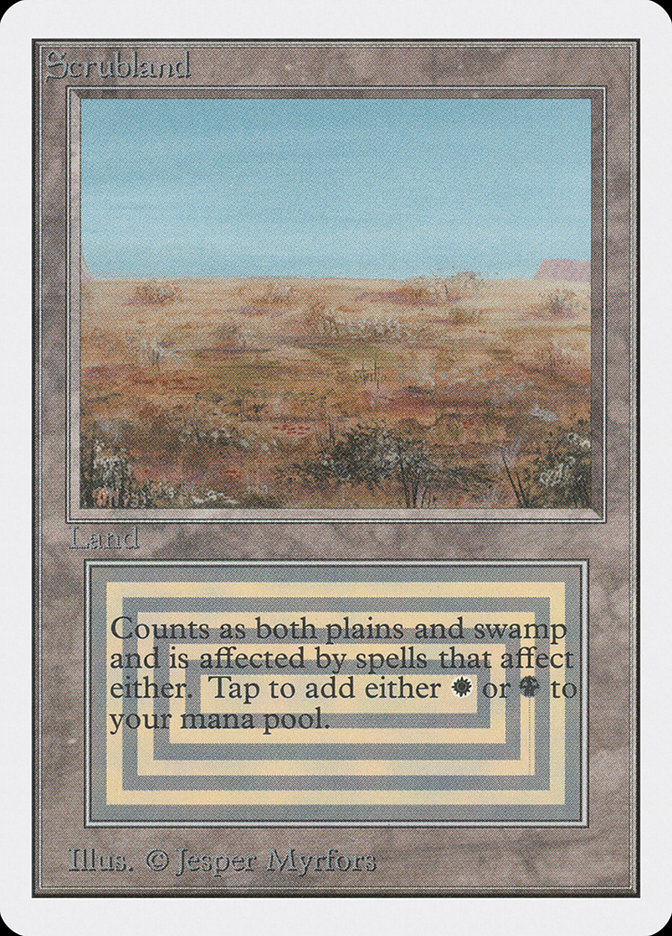 Scrubland
Land
Counts as both plains and swamp
and is affected by spells that affect
either. Tap to add either or to
your mana pool.
Illus. © Jesper Myrfors